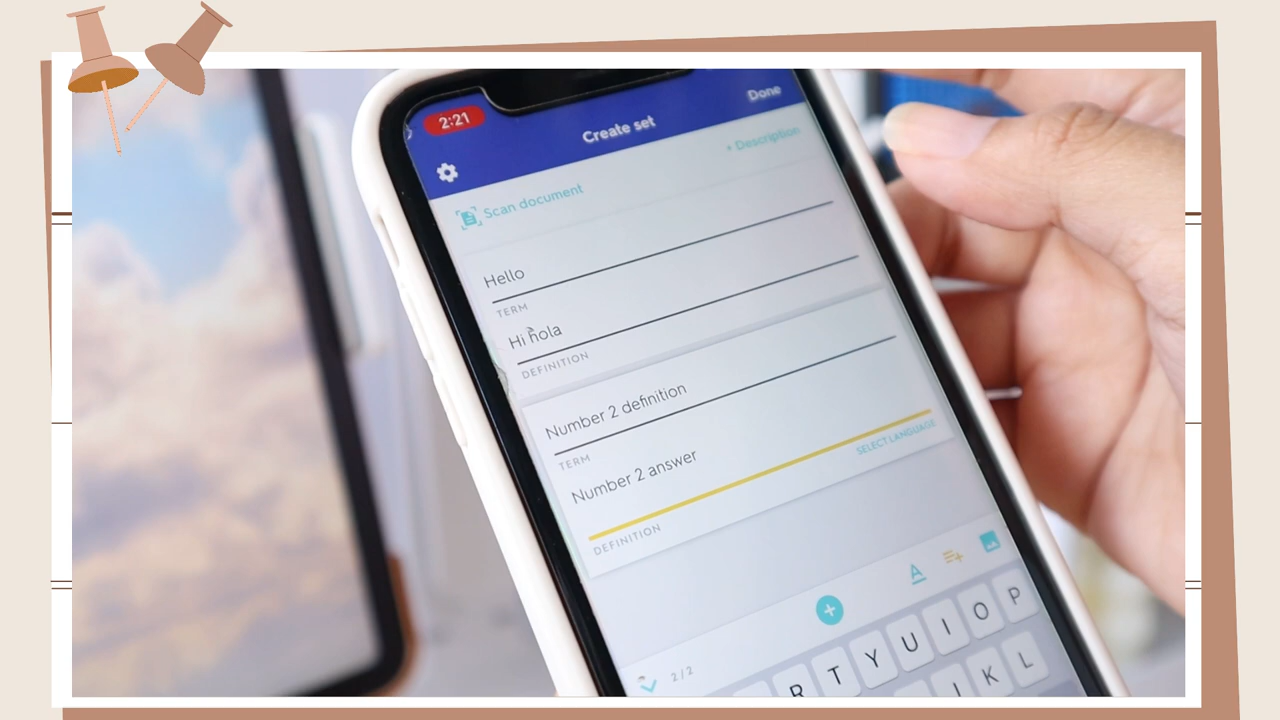 2:21
Done
Create set
+ Description
Scan document
Hello
TERM
Hi hola
DEFINITION
Number 2 definition
TERM
Number 2 answer
SELECT LANGUAGE
DEFINITION
A
2/2
R T Y U I O P
K L